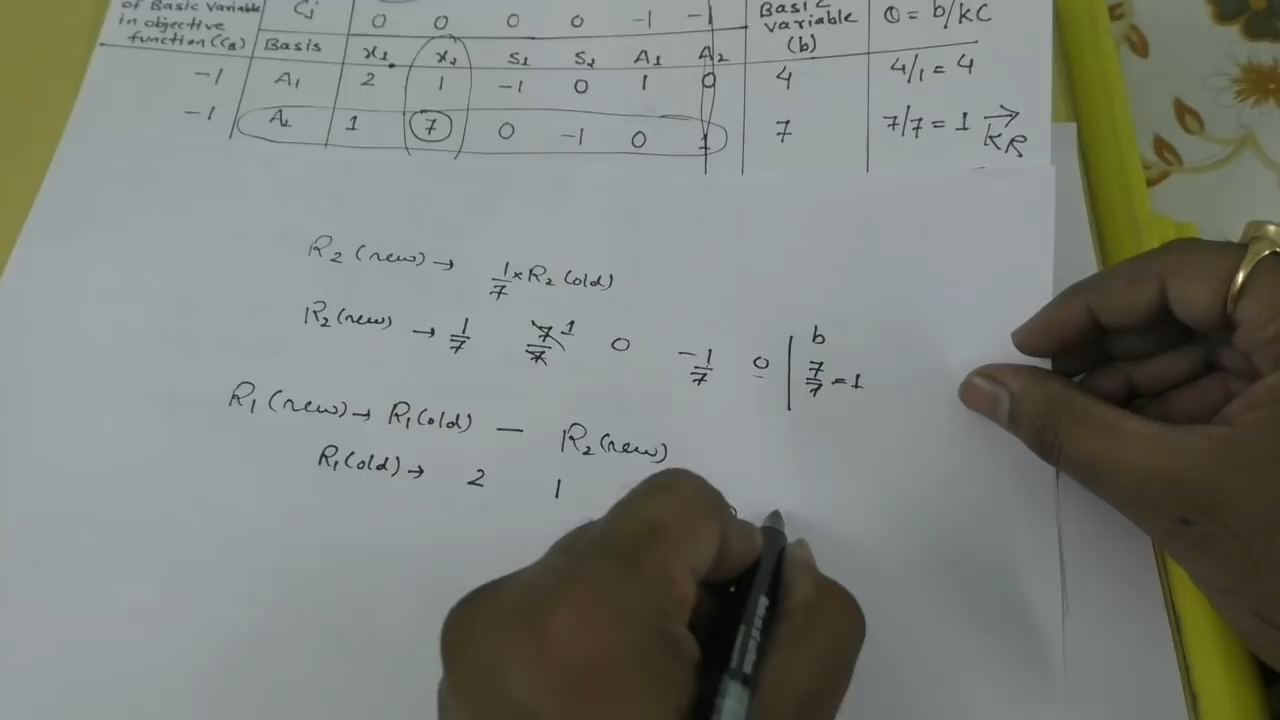 of Basic Variable in objective function (CB) Cj 0 0 0 0 -1 -1 Basic variable (b) θ = b/KC
Basis x1 x2 S1 S2 A1 A2
-1 A1 2 1 -1 0 1 0 4 4/1 = 4
-1 A2 1 7 0 -1 0 1 7 7/7 = 1 → KR
R2 (new) → 1/7 × R2 (old)
R2 (new) → 1/7 7/7 1 0 -1/7 0 | b 7/7 = 1
R1 (new) → R1 (old) — R2 (new)
R1 (old) → 2 1